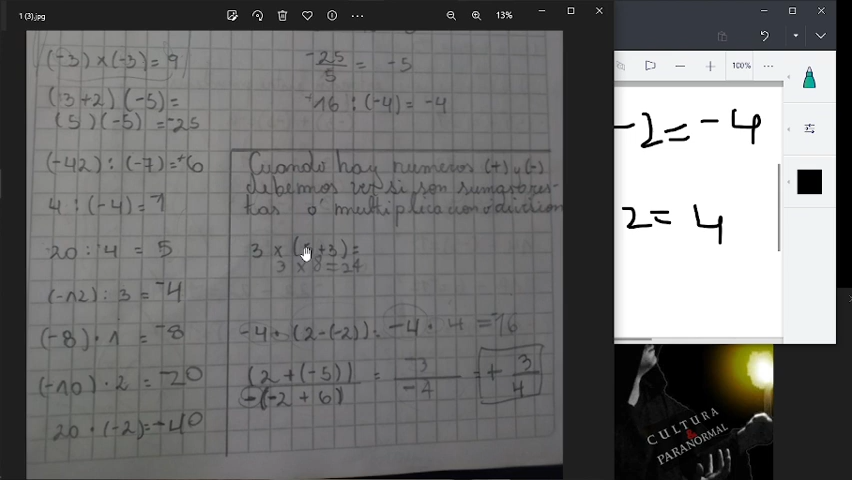 1 (3).jpg
13%
100%
(-3) x (-3) = 9
(3+2) (-5) =
(5) (-5) = -25
(-42) : (-7) = +6
4 : (-4) = -1
20 : 4 = 5
(-12) : 3 = -4
(-8) · 1 = -8
(-10) · 2 = -20
20 · (-2) = -40
-25
5
= -5
-16 : (-4) = -4
Cuando hay numeros (+) y (-)
debemos ver si son sumas o res-
tas o multiplicacion o division
3 x (5+3) =
3 x 8 = 24
-4 · (2-(-2)) : -4 · 4 = -16
(2 + (-5))
-(-2 + 6)
=
-3
-4
= +
3
4
-2 = -4
2 = 4
CULTURA
&
PARANORMAL